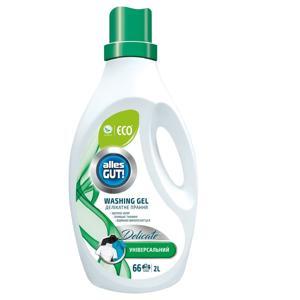 ECO
alles
GUT!
WASHING GEL
ДЕЛІКАТНЕ ПРАННЯ
Delicate
УНІВЕРСАЛЬНИЙ
66
2L